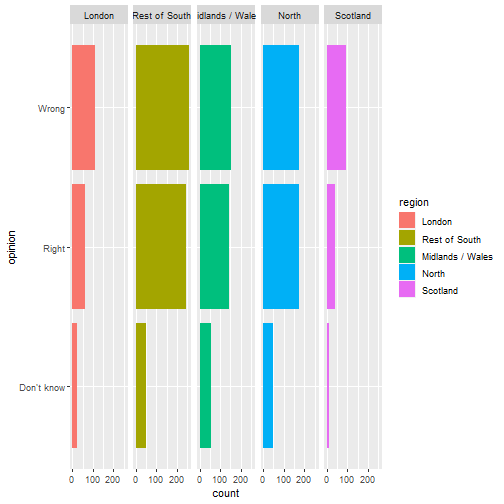 London
Rest of South
idlands / Wale
North
Scotland
Wrong
Right
Don't know
opinion
0 100 200
0 100 200
0 100 200
0 100 200
0 100 200
count
region
London
Rest of South
Midlands / Wales
North
Scotland